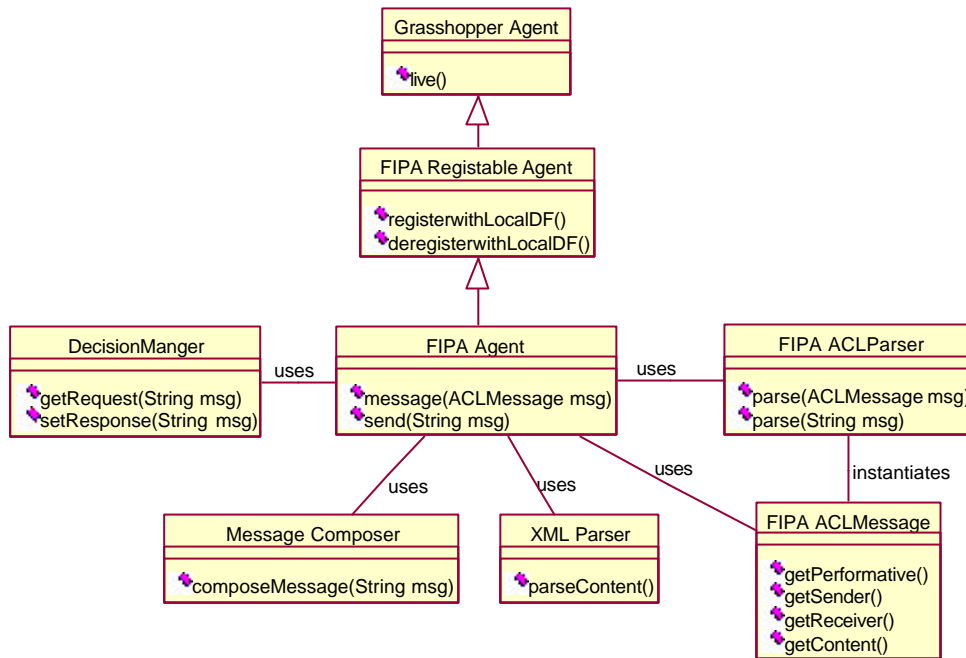 Grasshopper Agent
live()
FIPA Registable Agent
registerwithLocalDF()
deregisterwithLocalDF()
DecisionManger
getRequest(String msg)
setResponse(String msg)
uses
FIPA Agent
message(ACLMessage msg)
send(String msg)
uses
FIPA ACLParser
parse(ACLMessage msg)
parse(String msg)
uses
uses
uses
instantiates
Message Composer
composeMessage(String msg)
XML Parser
parseContent()
FIPA ACLMessage
getPerformative()
getSender()
getReceiver()
getContent()